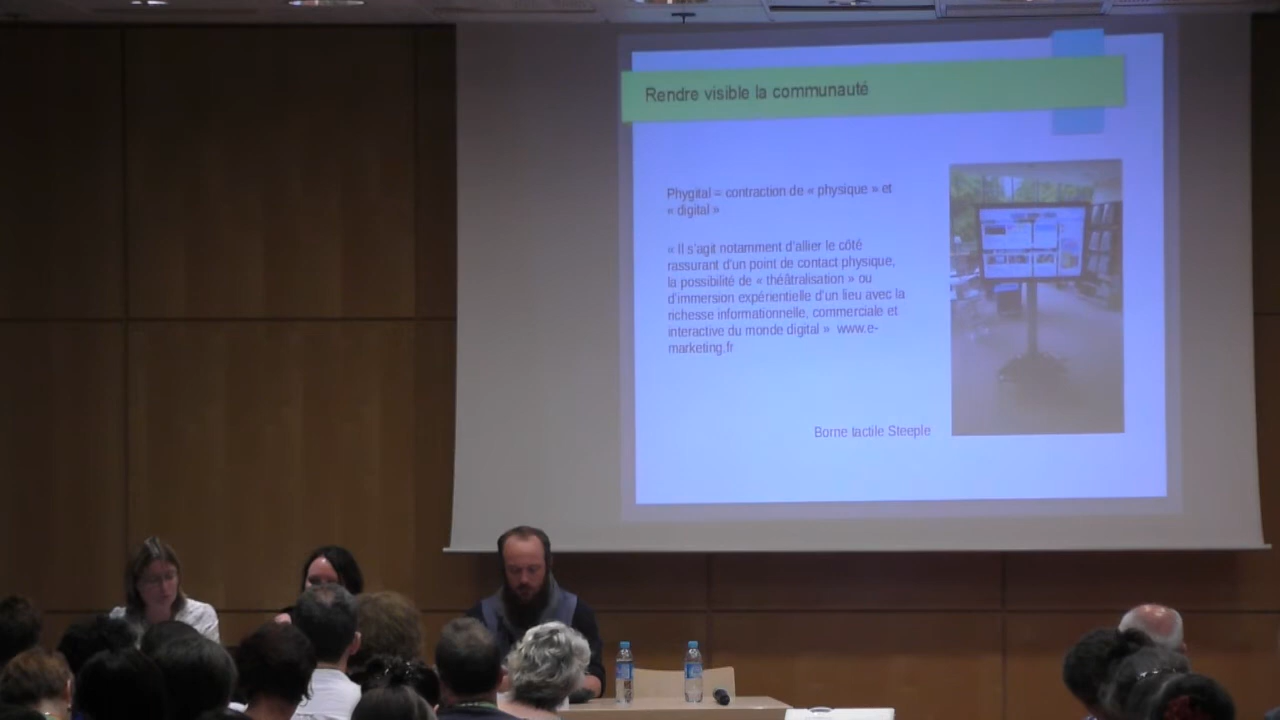 Rendre visible la communauté
Phygital = contraction de « physique » et
« digital »
« Il s'agit notamment d'allier le côté
rassurant d'un point de contact physique,
la possibilité de « théâtralisation » ou
d'immersion expérientielle d'un lieu avec la
richesse informationnelle, commerciale et
interactive du monde digital » www.e-
marketing.fr
Borne tactile Steeple